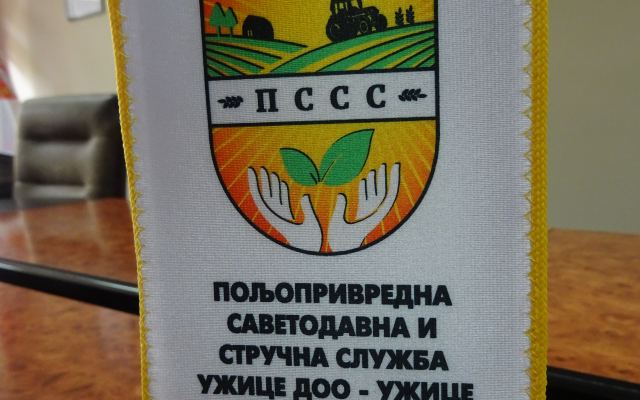 ПССС
ПОЉОПРИВРЕДНА
САВЕТОДАВНА И
СТРУЧНА СЛУЖБА
УЖИЦЕ ДОО - УЖИЦЕ